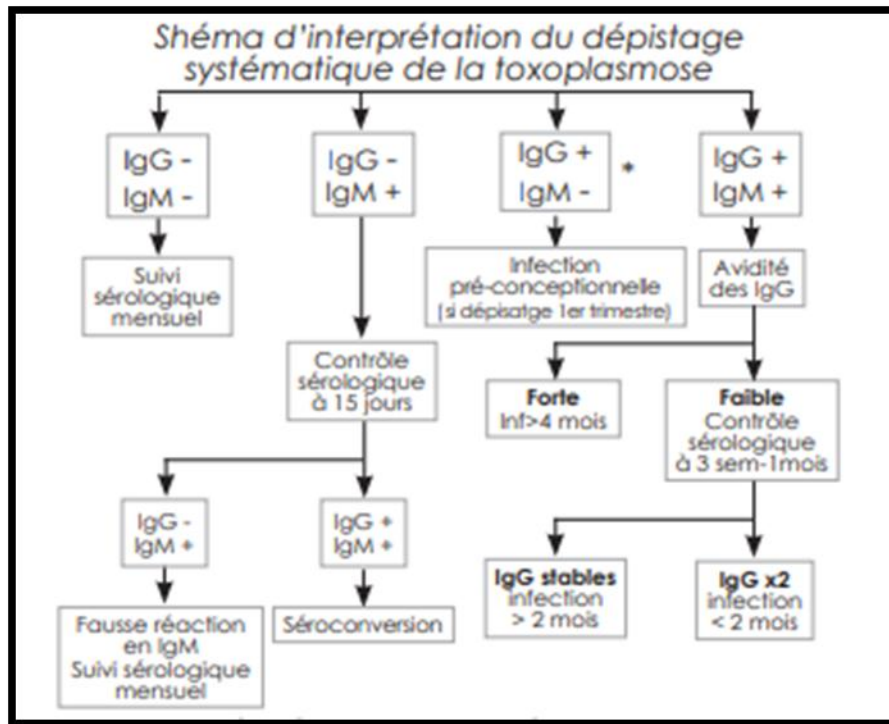 Shéma d'interprétation du dépistage
systématique de la toxoplasmose
IgG -
IgM -
IgG -
IgM +
IgG +
IgM -
*
IgG +
IgM +
Suivi
sérologique
mensuel
Infection
pré-conceptionnelle
(si dépisatge 1er trimestre)
Avidité
des IgG
Contrôle
sérologique
à 15 jours
Forte
Inf>4 mois
Faible
Contrôle
sérologique
à 3 sem-1mois
IgG -
IgM +
IgG +
IgM +
IgG stables
infection
> 2 mois
IgG x2
infection
< 2 mois
Fausse réaction
en IgM
Suivi sérologique
mensuel
Séroconversion